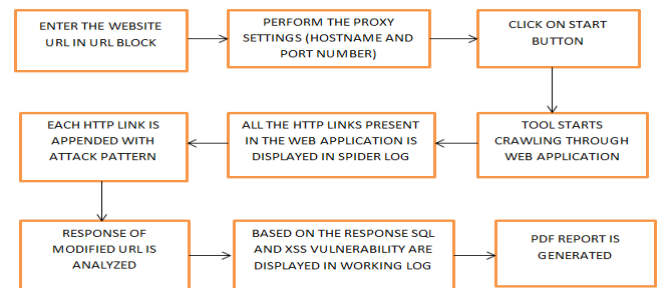 ENTER THE WEBSITE
URL IN URL BLOCK
PERFORM THE PROXY
SETTINGS (HOSTNAME AND
PORT NUMBER)
CLICK ON START
BUTTON
TOOL STARTS
CRAWLING THROUGH
WEB APPLICATION
ALL THE HTTP LINKS PRESENT
IN THE WEB APPLICATION IS
DISPLAYED IN SPIDER LOG
EACH HTTP LINK IS
APPENDED WITH
ATTACK PATTERN
RESPONSE OF
MODIFIED URL IS
ANALYZED
BASED ON THE RESPONSE SQL
AND XSS VULNERABILITY ARE
DISPLAYED IN WORKING LOG
PDF REPORT IS
GENERATED